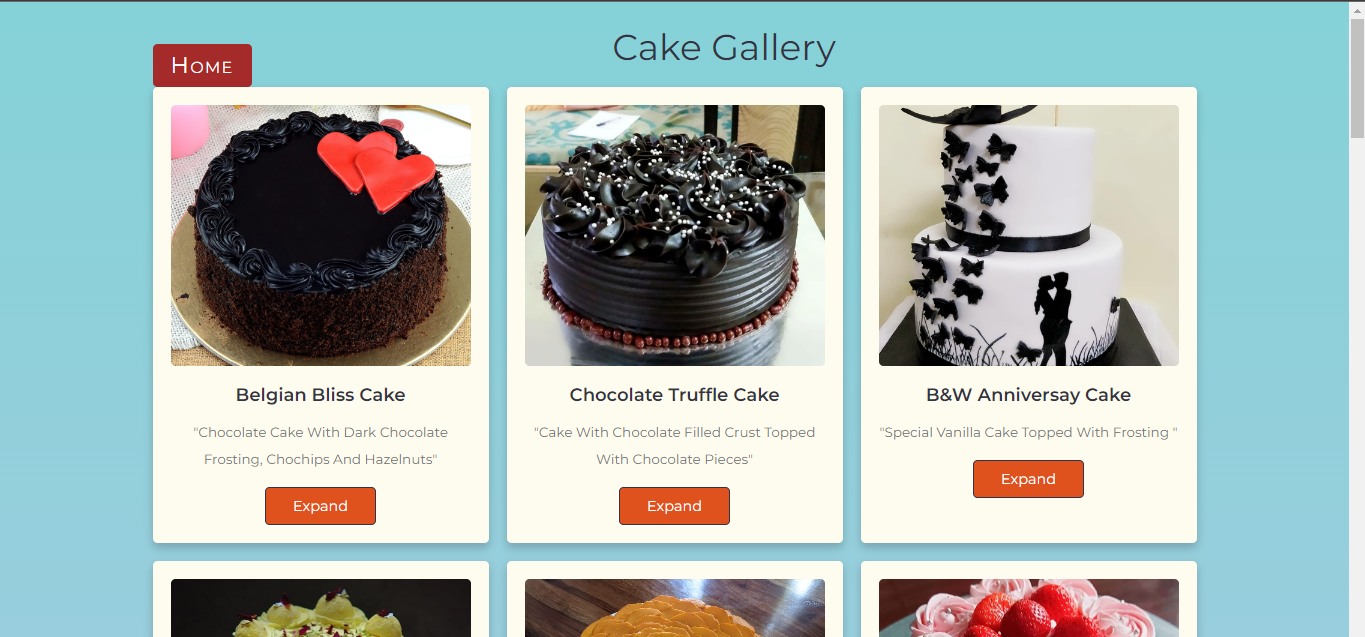 Cake Gallery
Home
Belgian Bliss Cake
"Chocolate Cake With Dark Chocolate
Frosting, Chochips And Hazelnuts"
Expand
Chocolate Truffle Cake
"Cake With Chocolate Filled Crust Topped
With Chocolate Pieces"
Expand
B&W Anniversay Cake
"Special Vanilla Cake Topped With Frosting "
Expand